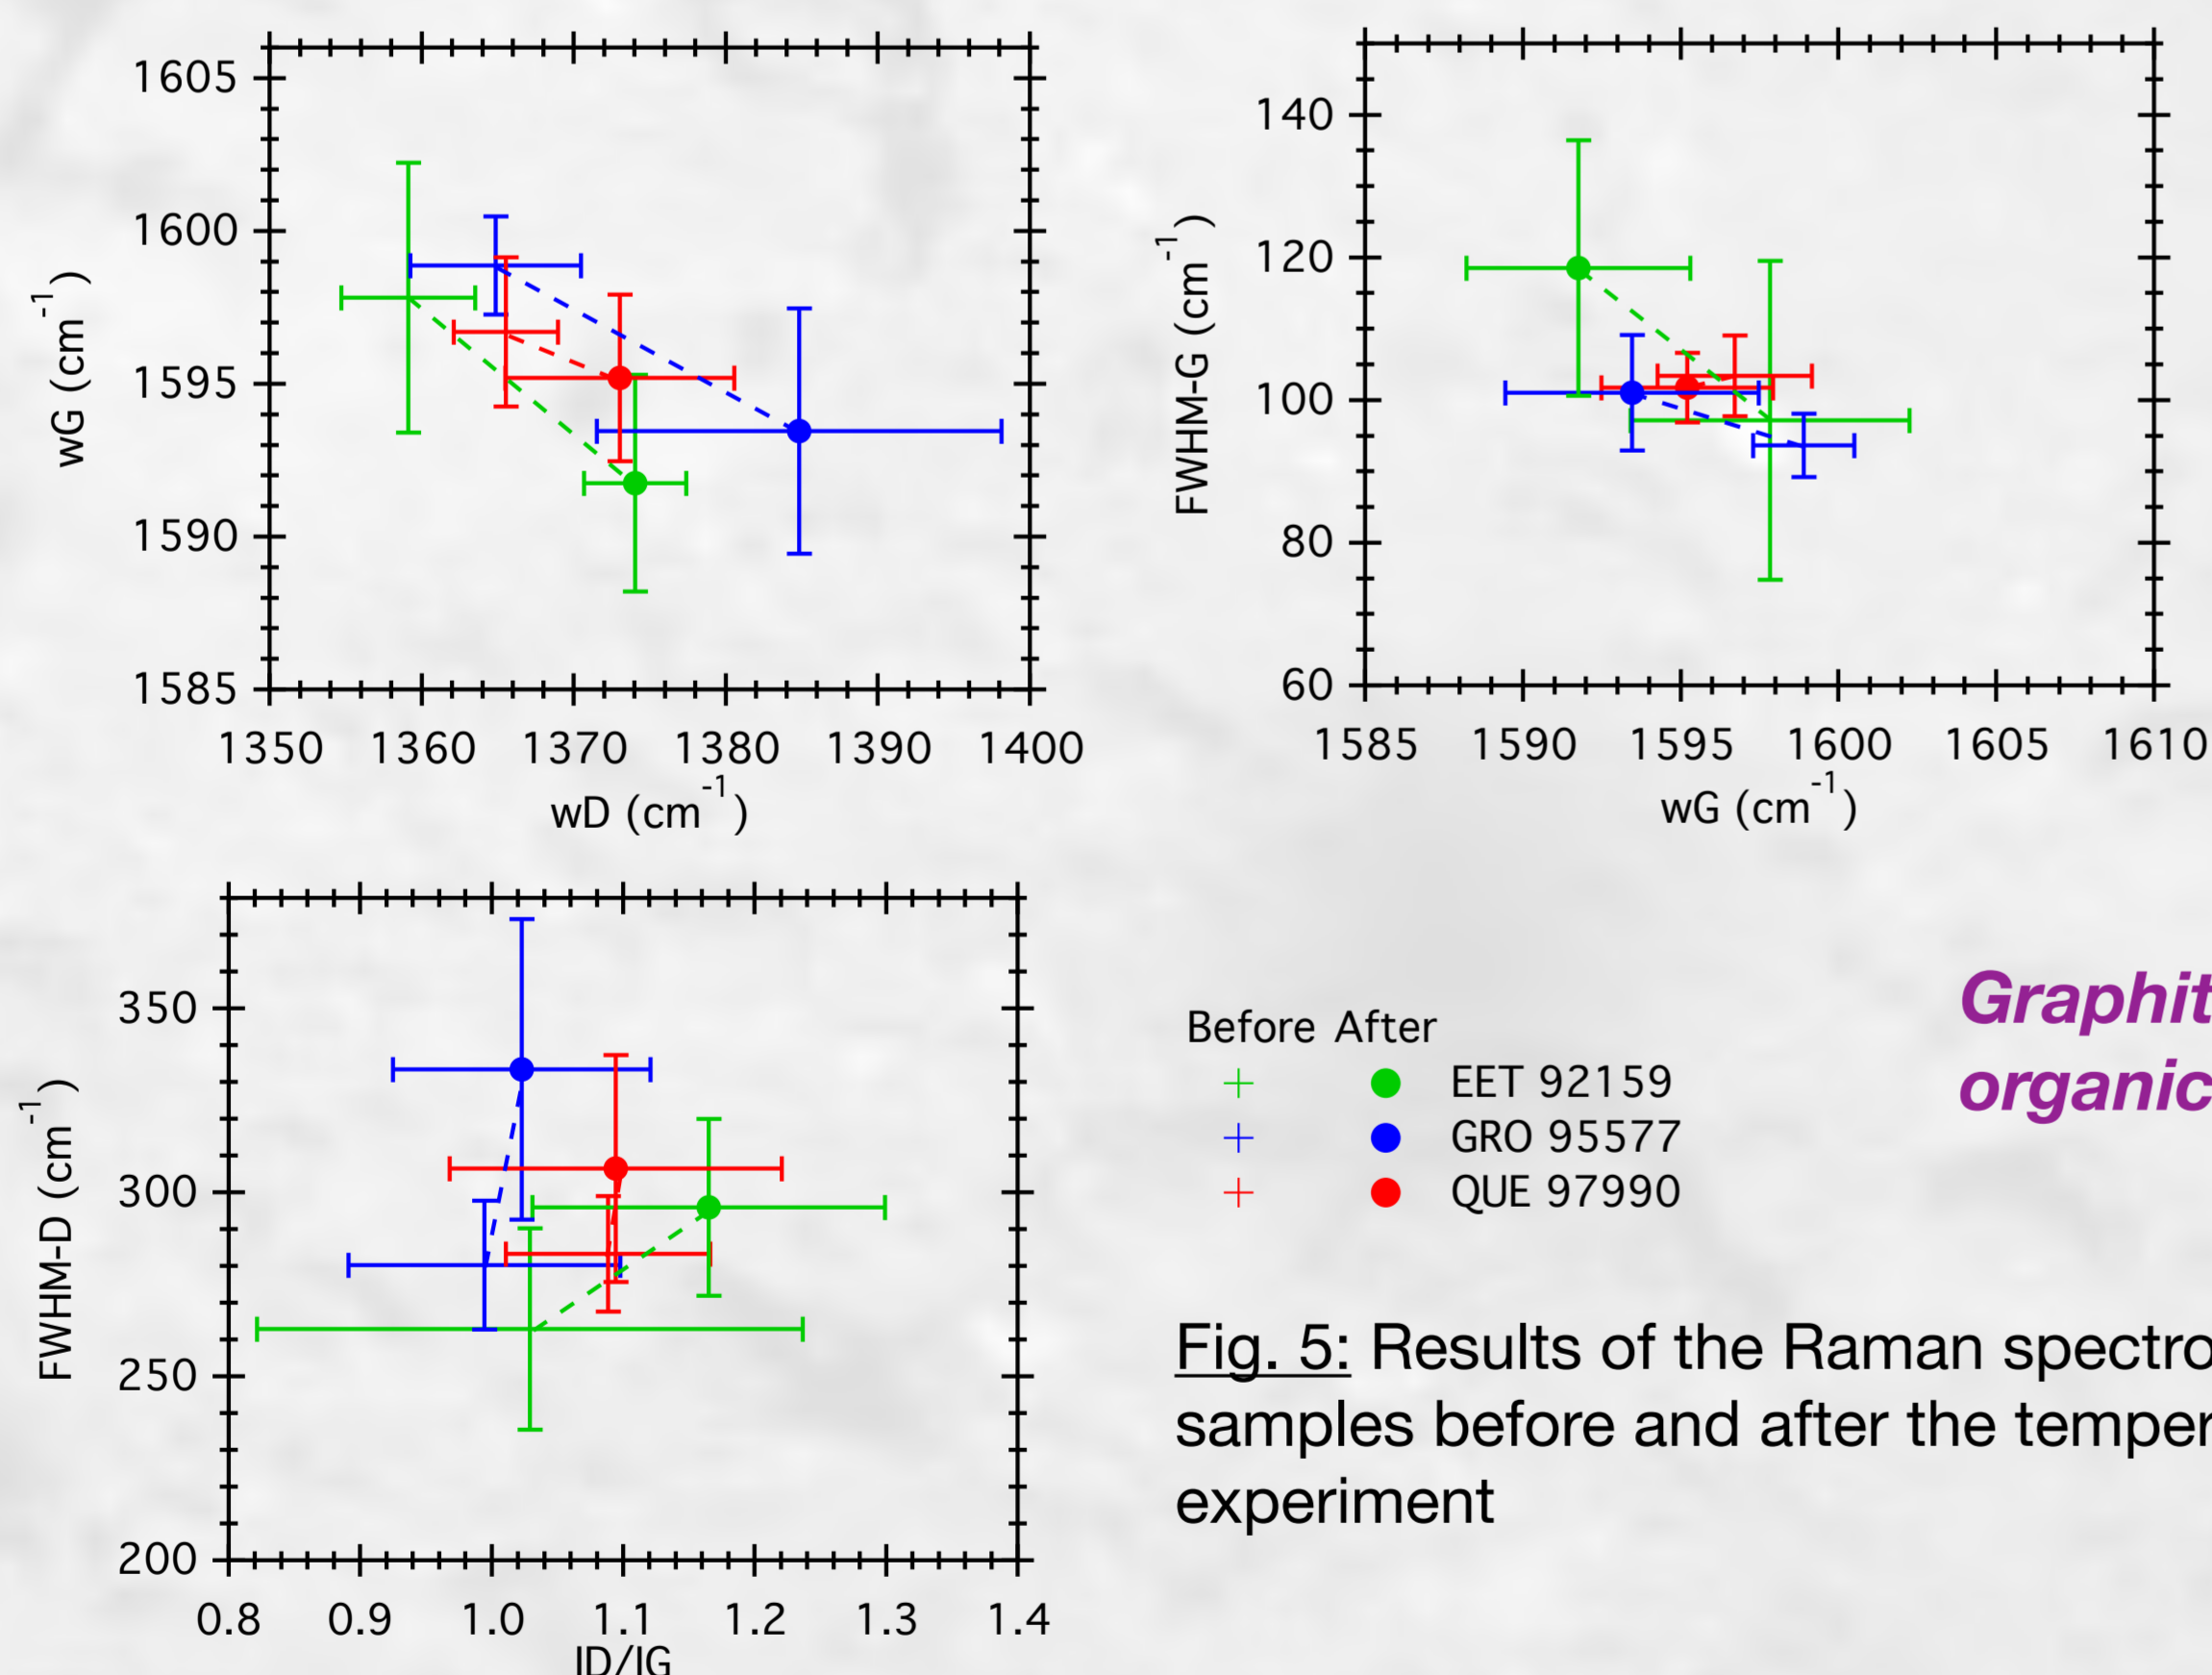 1605
1600
1595
1590
1585
wG (cm⁻¹)
1350 1360 1370 1380 1390 1400
wD (cm⁻¹)
140
120
100
80
60
FWHM-G (cm⁻¹)
1585 1590 1595 1600 1605 1610
wG (cm⁻¹)
350
300
250
200
FWHM-D (cm⁻¹)
0.8 0.9 1.0 1.1 1.2 1.3 1.4
ID/IG
Before After
EET 92159
GRO 95577
QUE 97990
Graphit
organic
Fig. 5: Results of the Raman spectro
samples before and after the temper
experiment